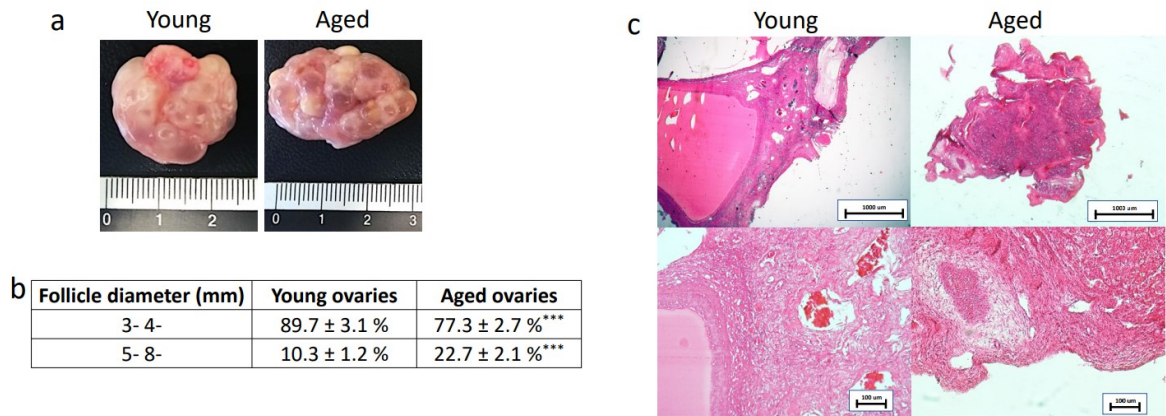 a
Young
Aged
0 1 2
0 1 2 3
b
Follicle diameter (mm) Young ovaries Aged ovaries
3- 4- 89.7 ± 3.1 % 77.3 ± 2.7 %***
5- 8- 10.3 ± 1.2 % 22.7 ± 2.1 %***
c
Young
Aged
1000 um
1003 um
100 um
100 um